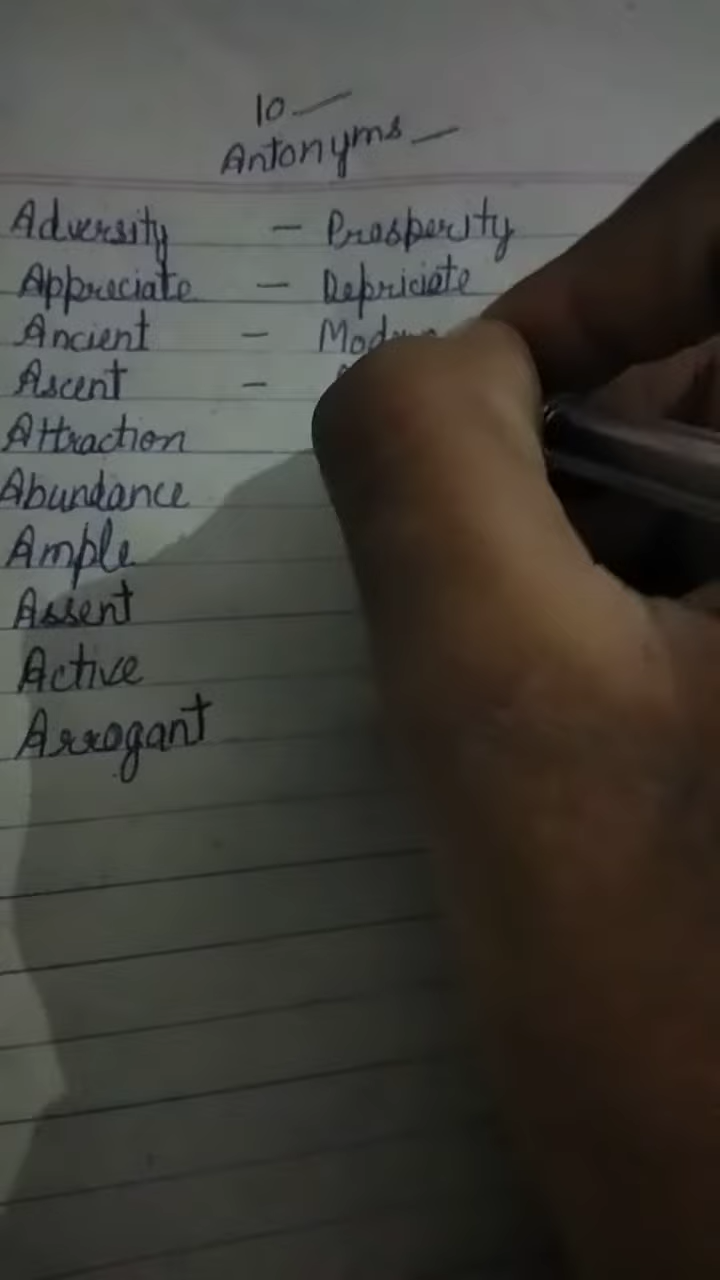 10 —
Antonyms —
Adversity - Prosperity
Appreciate - Depriciate
Ancient -
Ascent -
Attraction
Abundance
Ample
Assent
Active
Arrogant